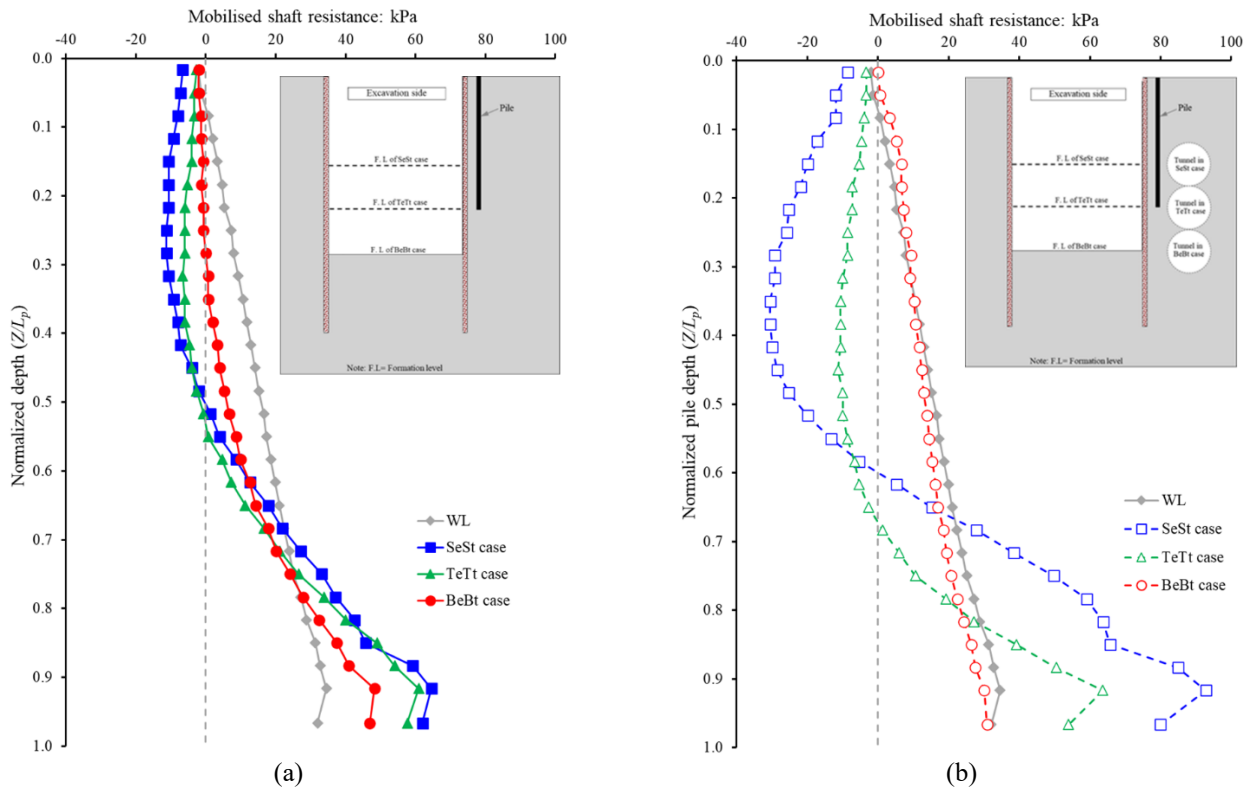 Mobilised shaft resistance: kPa
-40 -20 0 20 40 60 80 100
0.0
0.1
0.2
0.3
0.4
0.5
0.6
0.7
0.8
0.9
1.0
Normalized depth (Z/Lp)
Excavation side
Pile
F. L of SeSt case
F. L of TeTt case
F. L of BeBt case
Note: F.L= Formation level
WL
SeSt case
TeTt case
BeBt case
(a)
Mobilised shaft resistance: kPa
-40 -20 0 20 40 60 80 100
0.0
0.1
0.2
0.3
0.4
0.5
0.6
0.7
0.8
0.9
1.0
Normalized pile depth (Z/Lp)
Excavation side
Pile
F. L of SeSt case
F. L of TeTt case
F. L of BeBt case
Tunnel in
SeSt case
Tunnel in
TeTt case
Tunnel in
BeBt case
Note: F.L= Formation level
WL
SeSt case
TeTt case
BeBt case
(b)